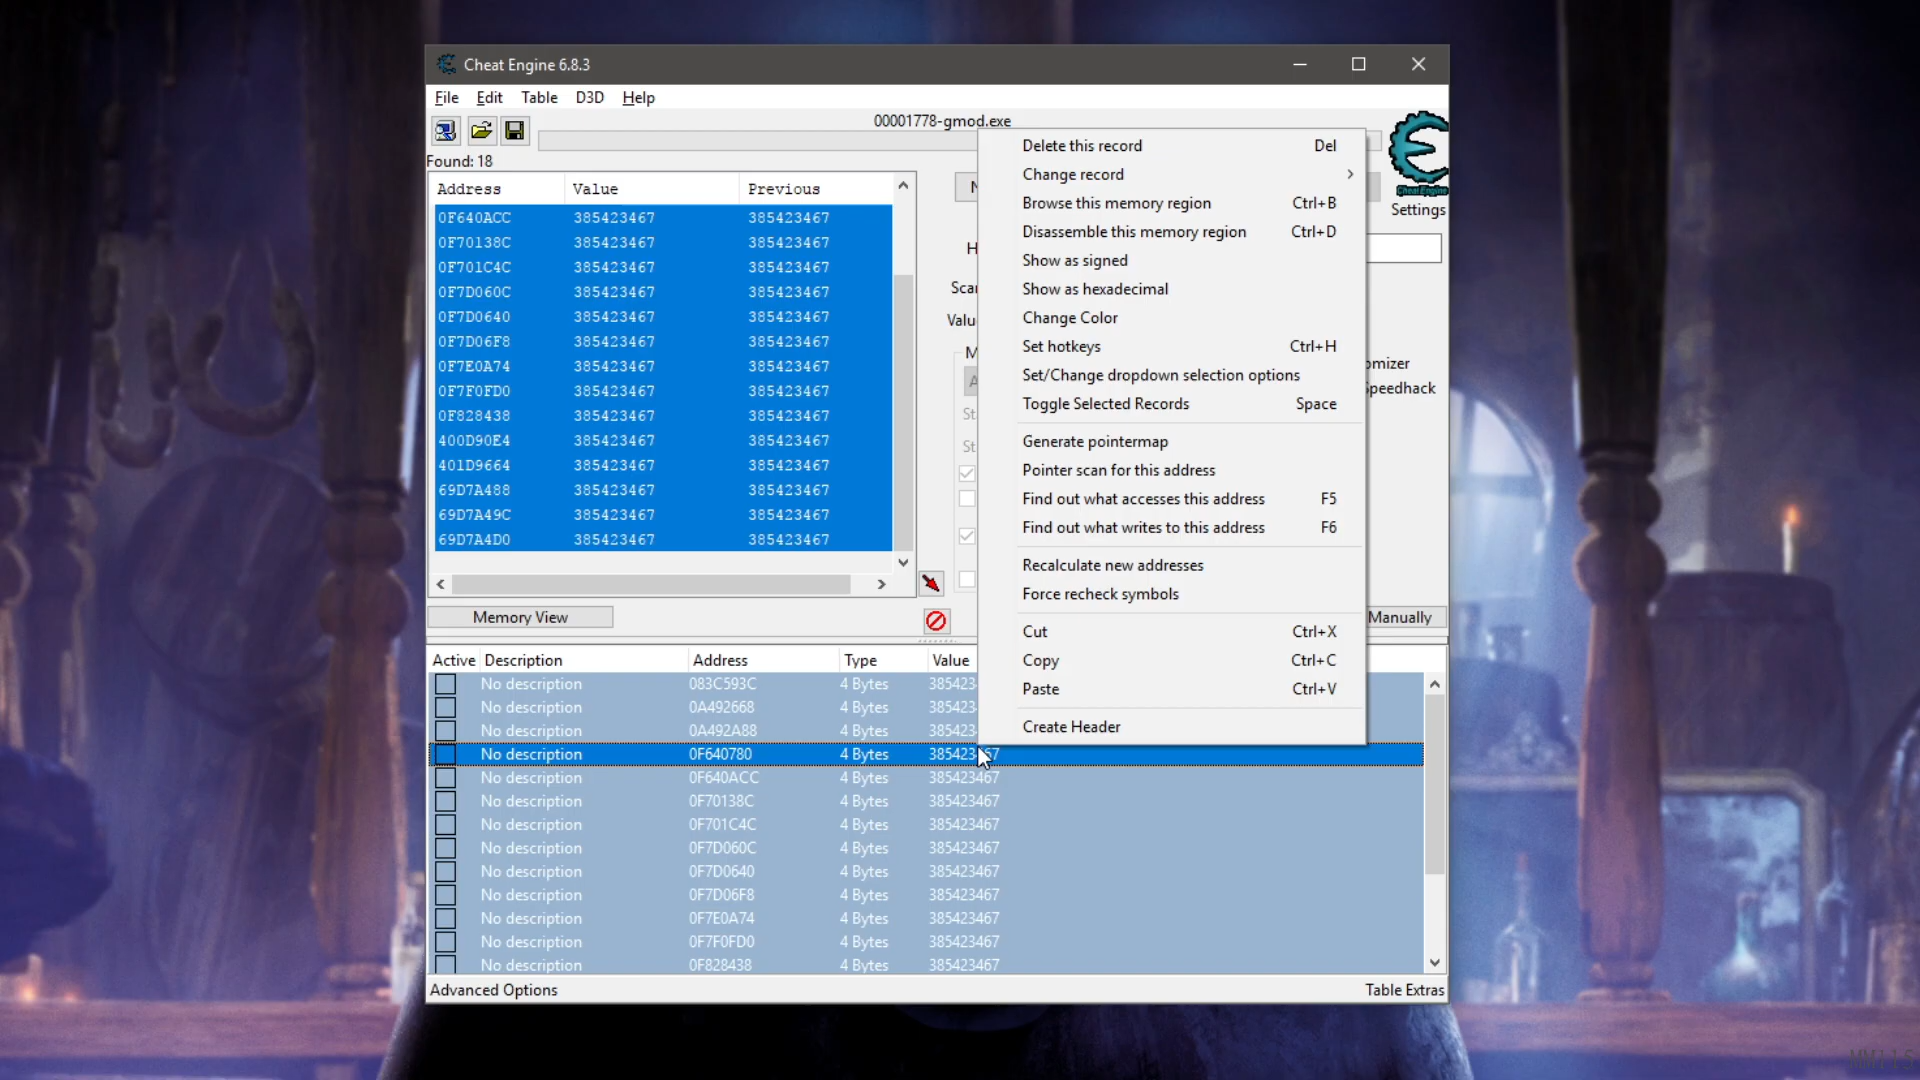 Cheat Engine 6.8.3
File Edit Table D3D Help
00001778-gmod.exe
Found: 18
Address Value Previous
0F640ACC 385423467 385423467
0F70138C 385423467 385423467
0F701C4C 385423467 385423467
0F7D060C 385423467 385423467
0F7D0640 385423467 385423467
0F7D06F8 385423467 385423467
0F7E0A74 385423467 385423467
0F7F0FD0 385423467 385423467
0F828438 385423467 385423467
400D90E4 385423467 385423467
401D9664 385423467 385423467
69D7A488 385423467 385423467
69D7A49C 385423467 385423467
69D7A4D0 385423467 385423467
Delete this record Del
Change record
Browse this memory region Ctrl+B
Disassemble this memory region Ctrl+D
Show as signed
Show as hexadecimal
Change Color
Set hotkeys Ctrl+H
Set/Change dropdown selection options
Toggle Selected Records Space
Generate pointermap
Pointer scan for this address
Find out what accesses this address F5
Find out what writes to this address F6
Recalculate new addresses
Force recheck symbols
Cut Ctrl+X
Copy Ctrl+C
Paste Ctrl+V
Create Header
Cheat Engine
Settings
omizer
Speedhack
Memory View
Manually
Active Description Address Type Value
No description 083C593C 4 Bytes 385423
No description 0A492668 4 Bytes 385423
No description 0A492A88 4 Bytes 385423
No description 0F640780 4 Bytes 385423467
No description 0F640ACC 4 Bytes 385423467
No description 0F70138C 4 Bytes 385423467
No description 0F701C4C 4 Bytes 385423467
No description 0F7D060C 4 Bytes 385423467
No description 0F7D0640 4 Bytes 385423467
No description 0F7D06F8 4 Bytes 385423467
No description 0F7E0A74 4 Bytes 385423467
No description 0F7F0FD0 4 Bytes 385423467
No description 0F828438 4 Bytes 385423467
Advanced Options Table Extras